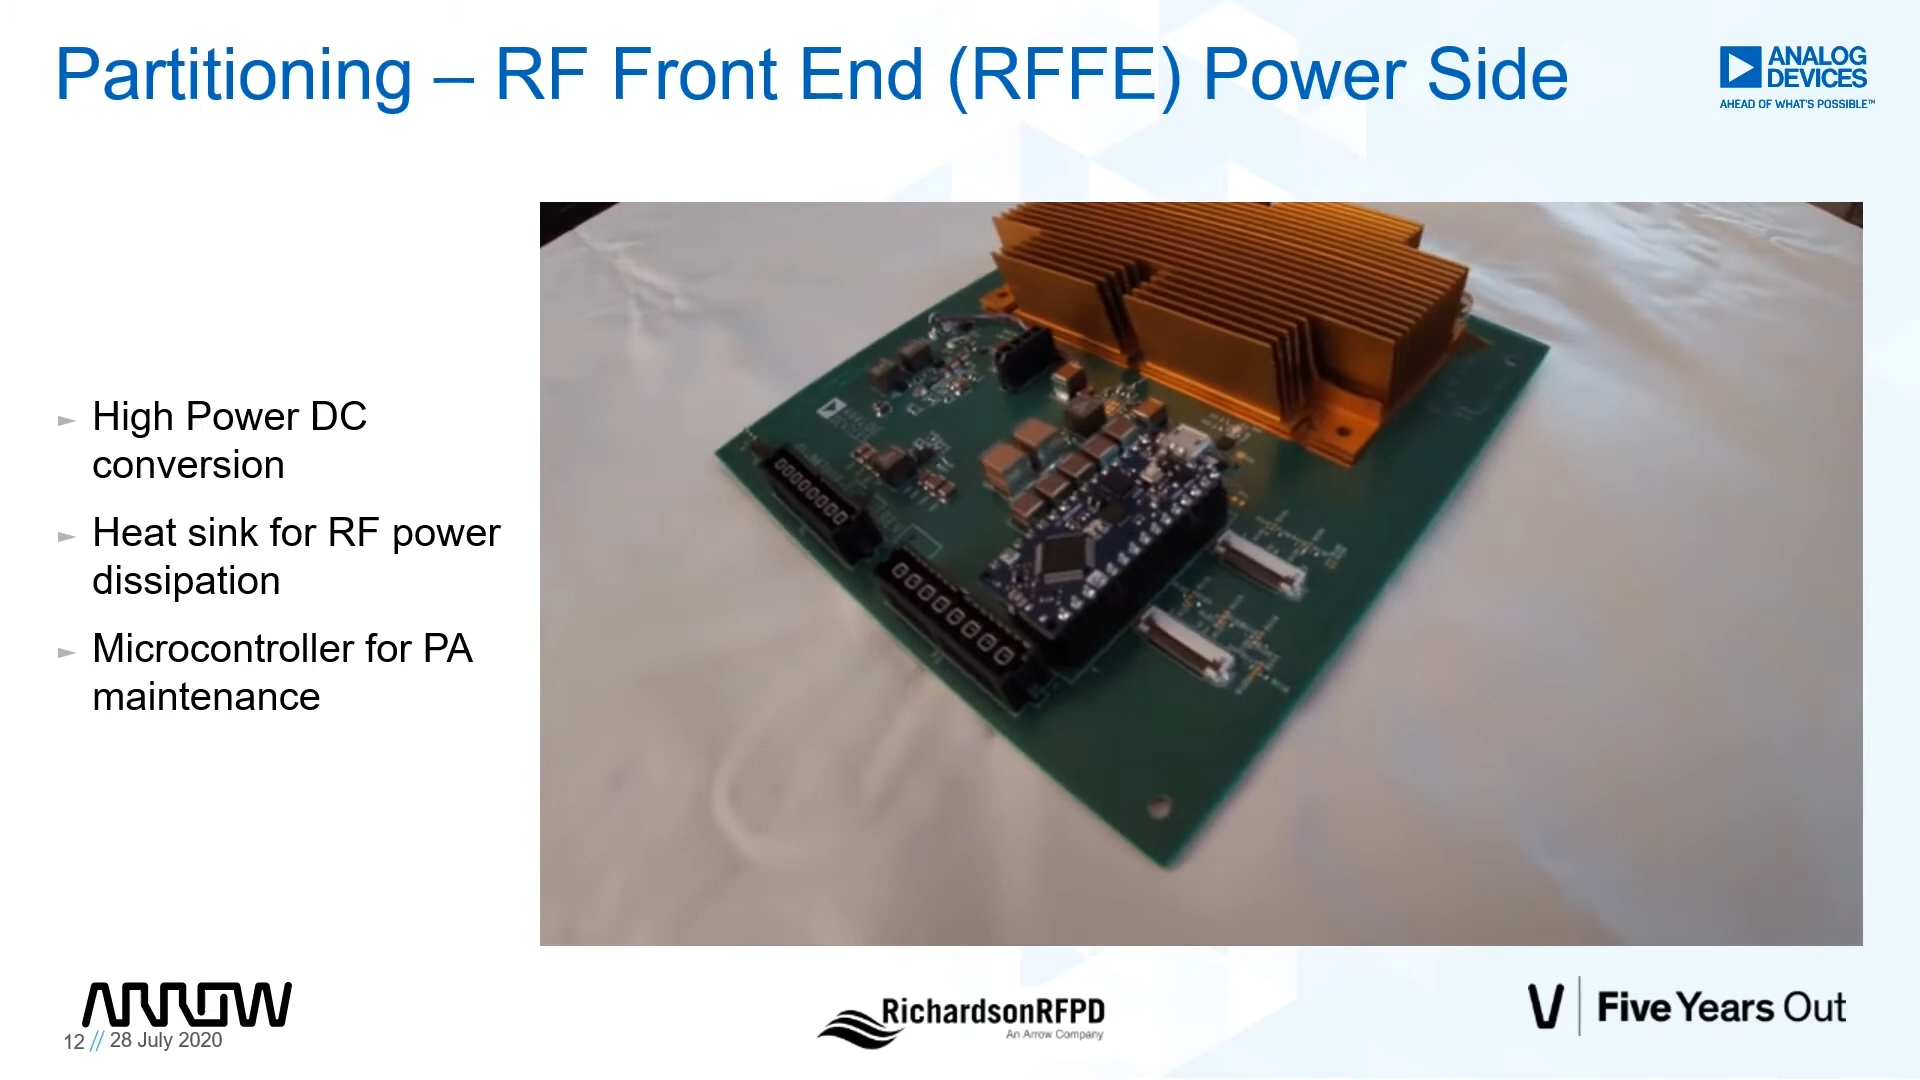 Partitioning – RF Front End (RFFE) Power Side
ANALOG
DEVICES
AHEAD OF WHAT'S POSSIBLE™
► High Power DC
conversion
► Heat sink for RF power
dissipation
► Microcontroller for PA
maintenance
ARROW
12 // 28 July 2020
RichardsonRFPD
An Arrow Company
Five Years Out